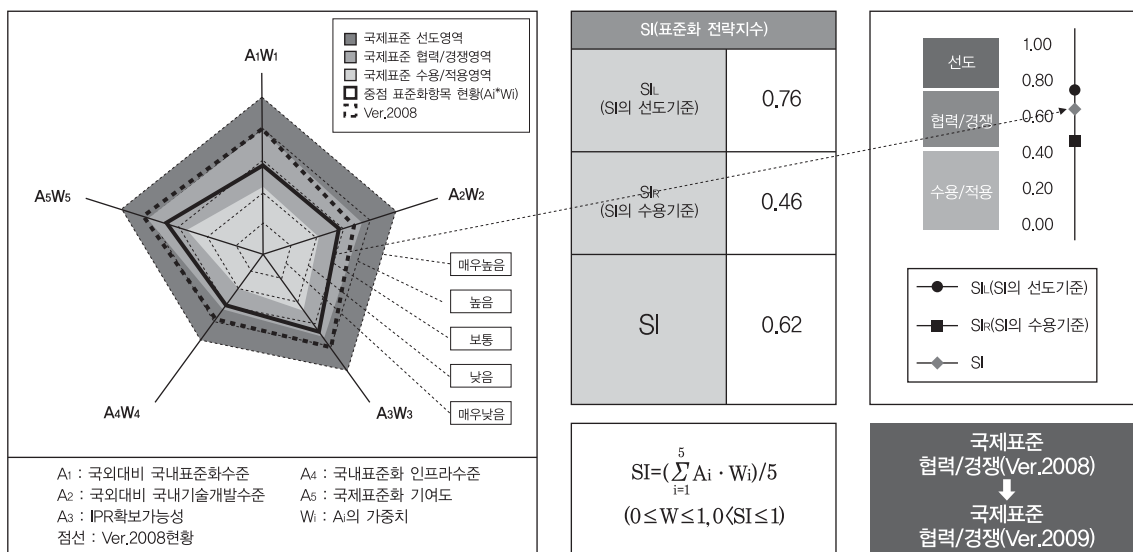 국제표준 선도영역
국제표준 협력/경쟁영역
국제표준 수용/적용영역
중점 표준화항목 현황(Ai*Wi)
Ver.2008
A1W1
A2W2
A3W3
A4W4
A5W5
매우높음
높음
보통
낮음
매우낮음
A1 : 국외대비 국내표준화수준
A2 : 국외대비 국내기술개발수준
A3 : IPR확보가능성
점선 : Ver.2008현황
A4 : 국내표준화 인프라수준
A5 : 국제표준화 기여도
Wi : Ai의 가중치
SI(표준화 전략지수)
SIL
(SI의 선도기준)
0.76
SIR
(SI의 수용기준)
0.46
SI
0.62
SI=(∑Ai · Wi)/5
5
i=1
(0≤W≤1, 0<SI≤1)
선도
협력/경쟁
수용/적용
1.00
0.80
0.60
0.40
0.20
0.00
SIL(SI의 선도기준)
SIR(SI의 수용기준)
SI
국제표준
협력/경쟁(Ver.2008)
국제표준
협력/경쟁(Ver.2009)